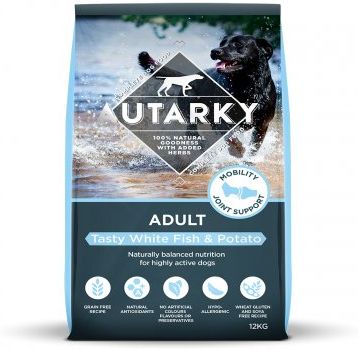 AUTARKY
100% NATURAL
GOODNESS
WITH ADDED
HERBS
MOBILITY
JOINT SUPPORT
ADULT
Tasty White Fish & Potato
Naturally balanced nutrition
for highly active dogs
GRAIN FREE
RECIPE
NATURAL
ANTIOXIDANTS
NO ARTIFICIAL
COLOURS
FLAVOURS OR
PRESERVATIVES
HYPO-
ALLERGENIC
WHEAT GLUTEN
AND SOYA
FREE RECIPE
12KG